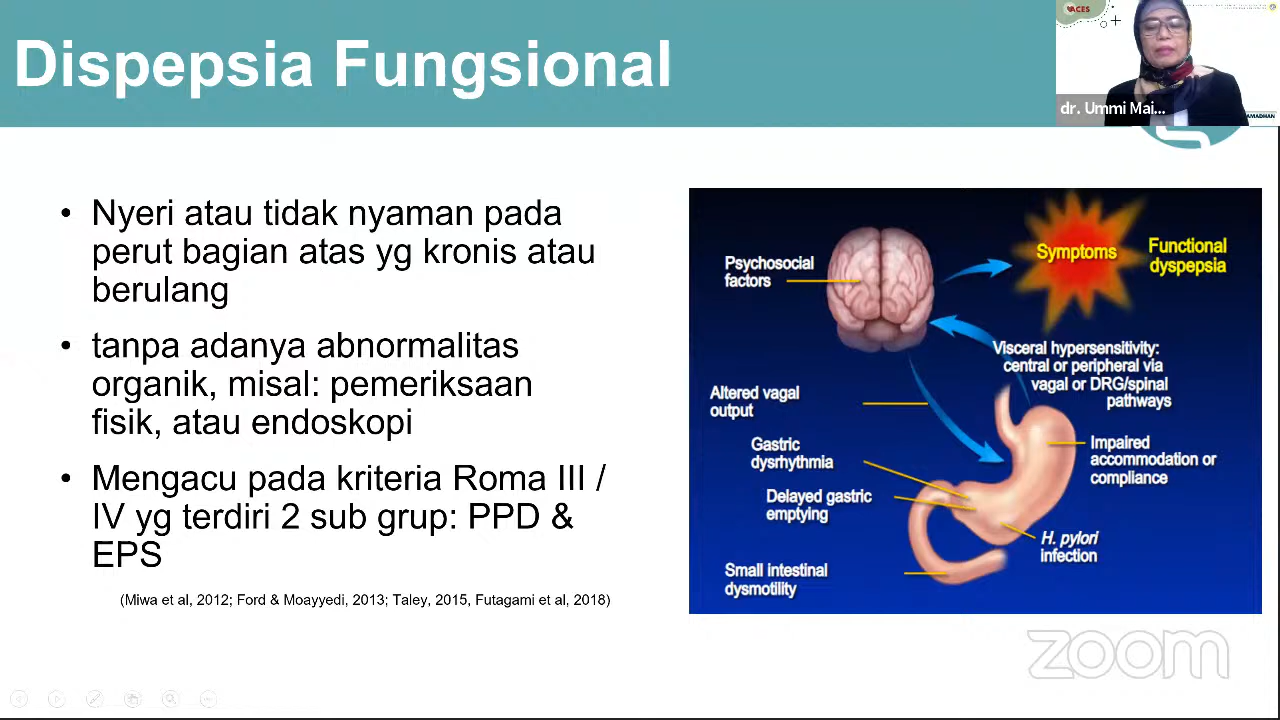 Dispepsia Fungsional
ACES
dr. Ummi Mai...
AMADHAN
• Nyeri atau tidak nyaman pada
perut bagian atas yg kronis atau
berulang
• tanpa adanya abnormalitas
organik, misal: pemeriksaan
fisik, atau endoskopi
• Mengacu pada kriteria Roma III /
IV yg terdiri 2 sub grup: PPD &
EPS
(Miwa et al, 2012; Ford & Moayyedi, 2013; Taley, 2015, Futagami et al, 2018)
Psychosocial
factors
Symptoms
Functional
dyspepsia
Visceral hypersensitivity:
central or peripheral via
vagal or DRG/spinal
pathways
Altered vagal
output
Gastric
dysrhythmia
Impaired
accommodation or
compliance
Delayed gastric
emptying
H. pylori
infection
Small intestinal
dysmotility
zoom